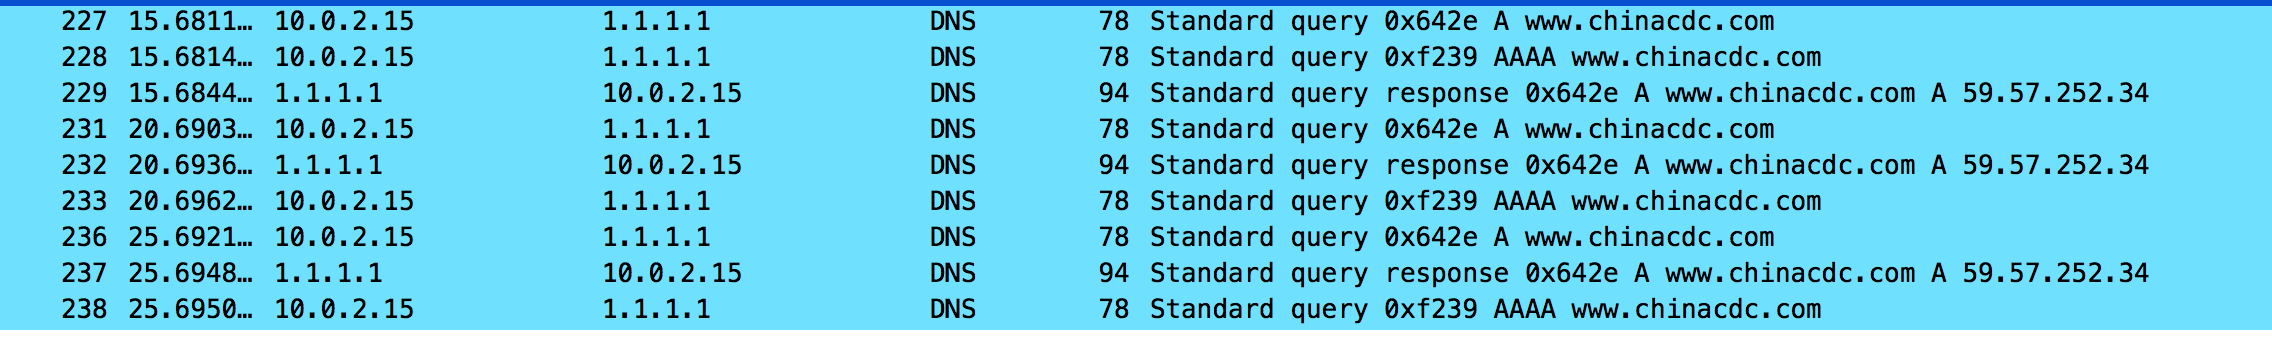 227 15.6811… 10.0.2.15 1.1.1.1 DNS 78 Standard query 0x642e A www.chinacdc.com
228 15.6814… 10.0.2.15 1.1.1.1 DNS 78 Standard query 0xf239 AAAA www.chinacdc.com
229 15.6844… 1.1.1.1 10.0.2.15 DNS 94 Standard query response 0x642e A www.chinacdc.com A 59.57.252.34
231 20.6903… 10.0.2.15 1.1.1.1 DNS 78 Standard query 0x642e A www.chinacdc.com
232 20.6936… 1.1.1.1 10.0.2.15 DNS 94 Standard query response 0x642e A www.chinacdc.com A 59.57.252.34
233 20.6962… 10.0.2.15 1.1.1.1 DNS 78 Standard query 0xf239 AAAA www.chinacdc.com
236 25.6921… 10.0.2.15 1.1.1.1 DNS 78 Standard query 0x642e A www.chinacdc.com
237 25.6948… 1.1.1.1 10.0.2.15 DNS 94 Standard query response 0x642e A www.chinacdc.com A 59.57.252.34
238 25.6950… 10.0.2.15 1.1.1.1 DNS 78 Standard query 0xf239 AAAA www.chinacdc.com